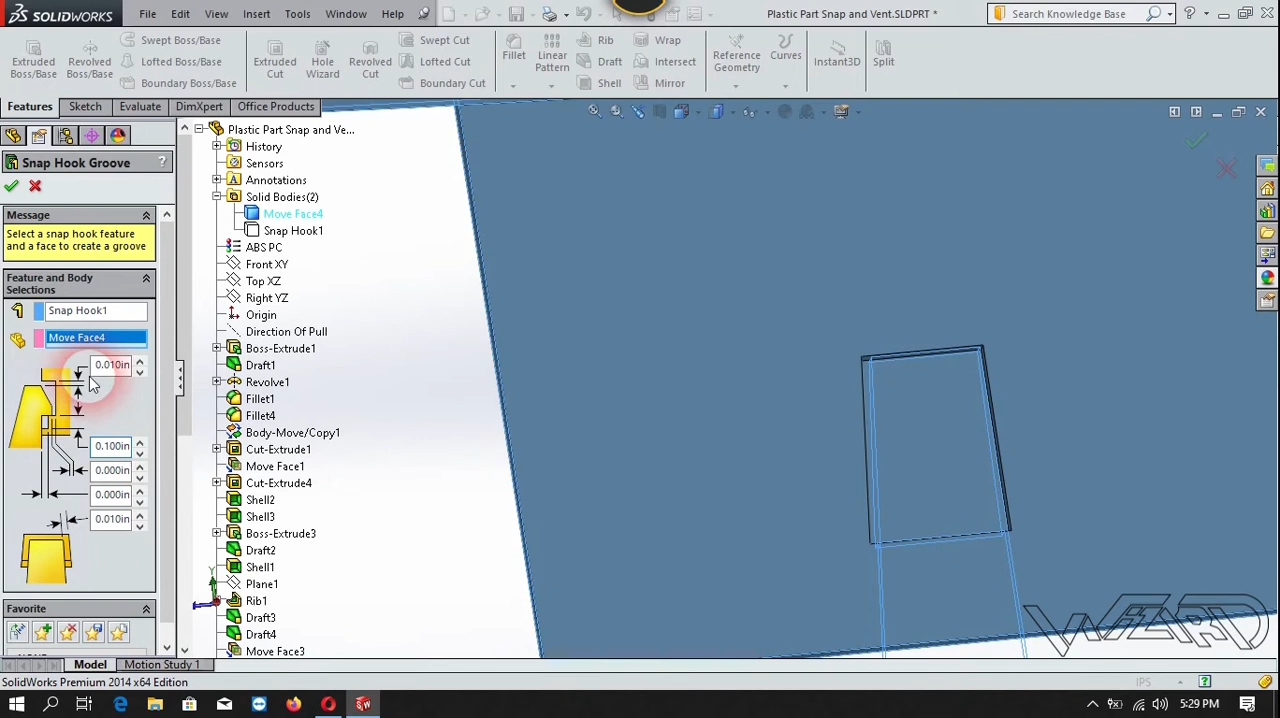 SOLIDWORKS File Edit View Insert Tools Window Help Plastic Part Snap and Vent.SLDPRT * Search Knowledge Base ?
Extruded Boss/Base
Revolved Boss/Base
Swept Boss/Base
Lofted Boss/Base
Boundary Boss/Base
Extruded Cut
Hole Wizard
Revolved Cut
Swept Cut
Lofted Cut
Boundary Cut
Fillet
Linear Pattern
Rib
Draft
Shell
Wrap
Intersect
Mirror
Reference Geometry
Curves
Instant3D
Split
Features Sketch Evaluate DimXpert Office Products
Snap Hook Groove ?
Message
Select a snap hook feature
and a face to create a groove
Feature and Body
Selections
Snap Hook1
Move Face4
0.010in
0.100in
0.000in
0.000in
0.010in
Favorite
Plastic Part Snap and Ve...
History
Sensors
Annotations
Solid Bodies(2)
Move Face4
Snap Hook1
ABS PC
Front XY
Top XZ
Right YZ
Origin
Direction Of Pull
Boss-Extrude1
Draft1
Revolve1
Fillet1
Fillet4
Body-Move/Copy1
Cut-Extrude1
Move Face1
Cut-Extrude4
Shell2
Shell3
Boss-Extrude3
Draft2
Shell1
Plane1
Rib1
Draft3
Draft4
Move Face3
Y
WIZARD
Model Motion Study 1
SolidWorks Premium 2014 x64 Edition IPS ?
5:29 PM